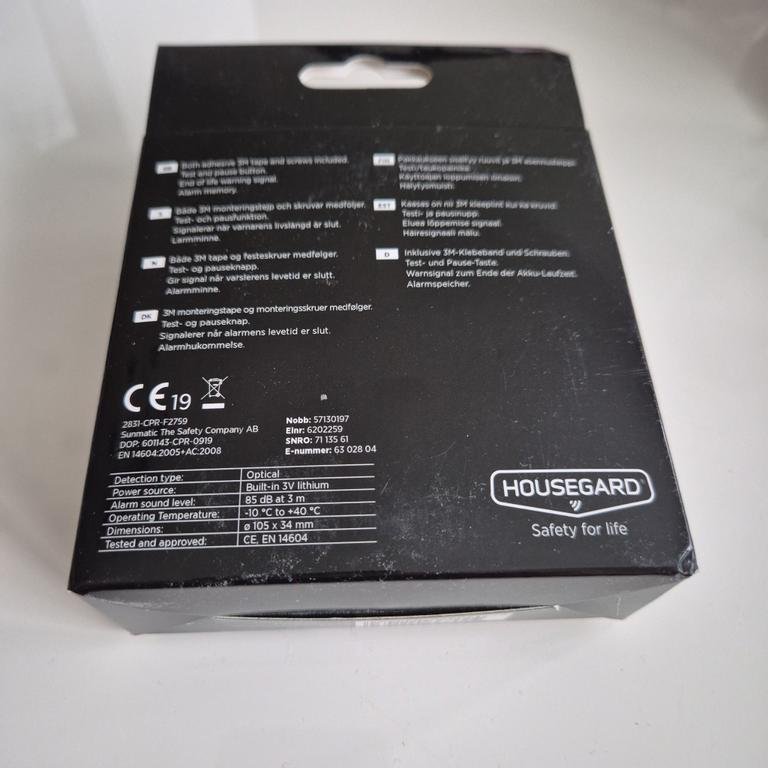 GB
Both adhesive 3M tape and screws included.
Test and pause button.
End of life warning signal.
Alarm memory.
S
Både 3M monteringstejp och skruvar medföljer.
Test- och pausfunktion.
Signalerar när varnarens livslängd är slut.
Larmminne.
N
Både 3M tape og festeskruer medfølger.
Test- og pauseknapp.
Gir signal når varslerens levetid er slutt.
Alarmminne.
DK
3M monteringstape og monteringsskruer medfølger.
Test- og pauseknap.
Signalerer når alarmens levetid er slut.
Alarmhukommelse.
FIN
Pakkaukseen sisältyy ruuvit ja 3M
Testi/taukopainike.
Käyttöiän loppumisen
Hälytysmuisti.
EST
Kaasas on nii 3M kleeplint kui ka kruvid.
Testi- ja pausinupp.
Eluea lõppemise signaal.
Häiresignaali mälu.
D
Inklusive 3M-Klebeband und Schrauben.
Test- und Pause-Taste.
Warnsignal zum Ende der Akku-Laufzeit.
Alarmspeicher.
CE 19
2831-CPR-F2759
Sunmatic The Safety Company AB
DOP: 601143-CPR-0919
EN 14604:2005+AC:2008
Nobb: 57130197
Elnr: 6202259
SNRO: 71 135 61
E-nummer: 63 028 04
Detection type: Optical
Power source: Built-in 3V lithium
Alarm sound level: 85 dB at 3 m
Operating Temperature: -10 °C to +40 °C
Dimensions: ø 105 x 34 mm
Tested and approved: CE, EN 14604
HOUSEGARD
Safety for life